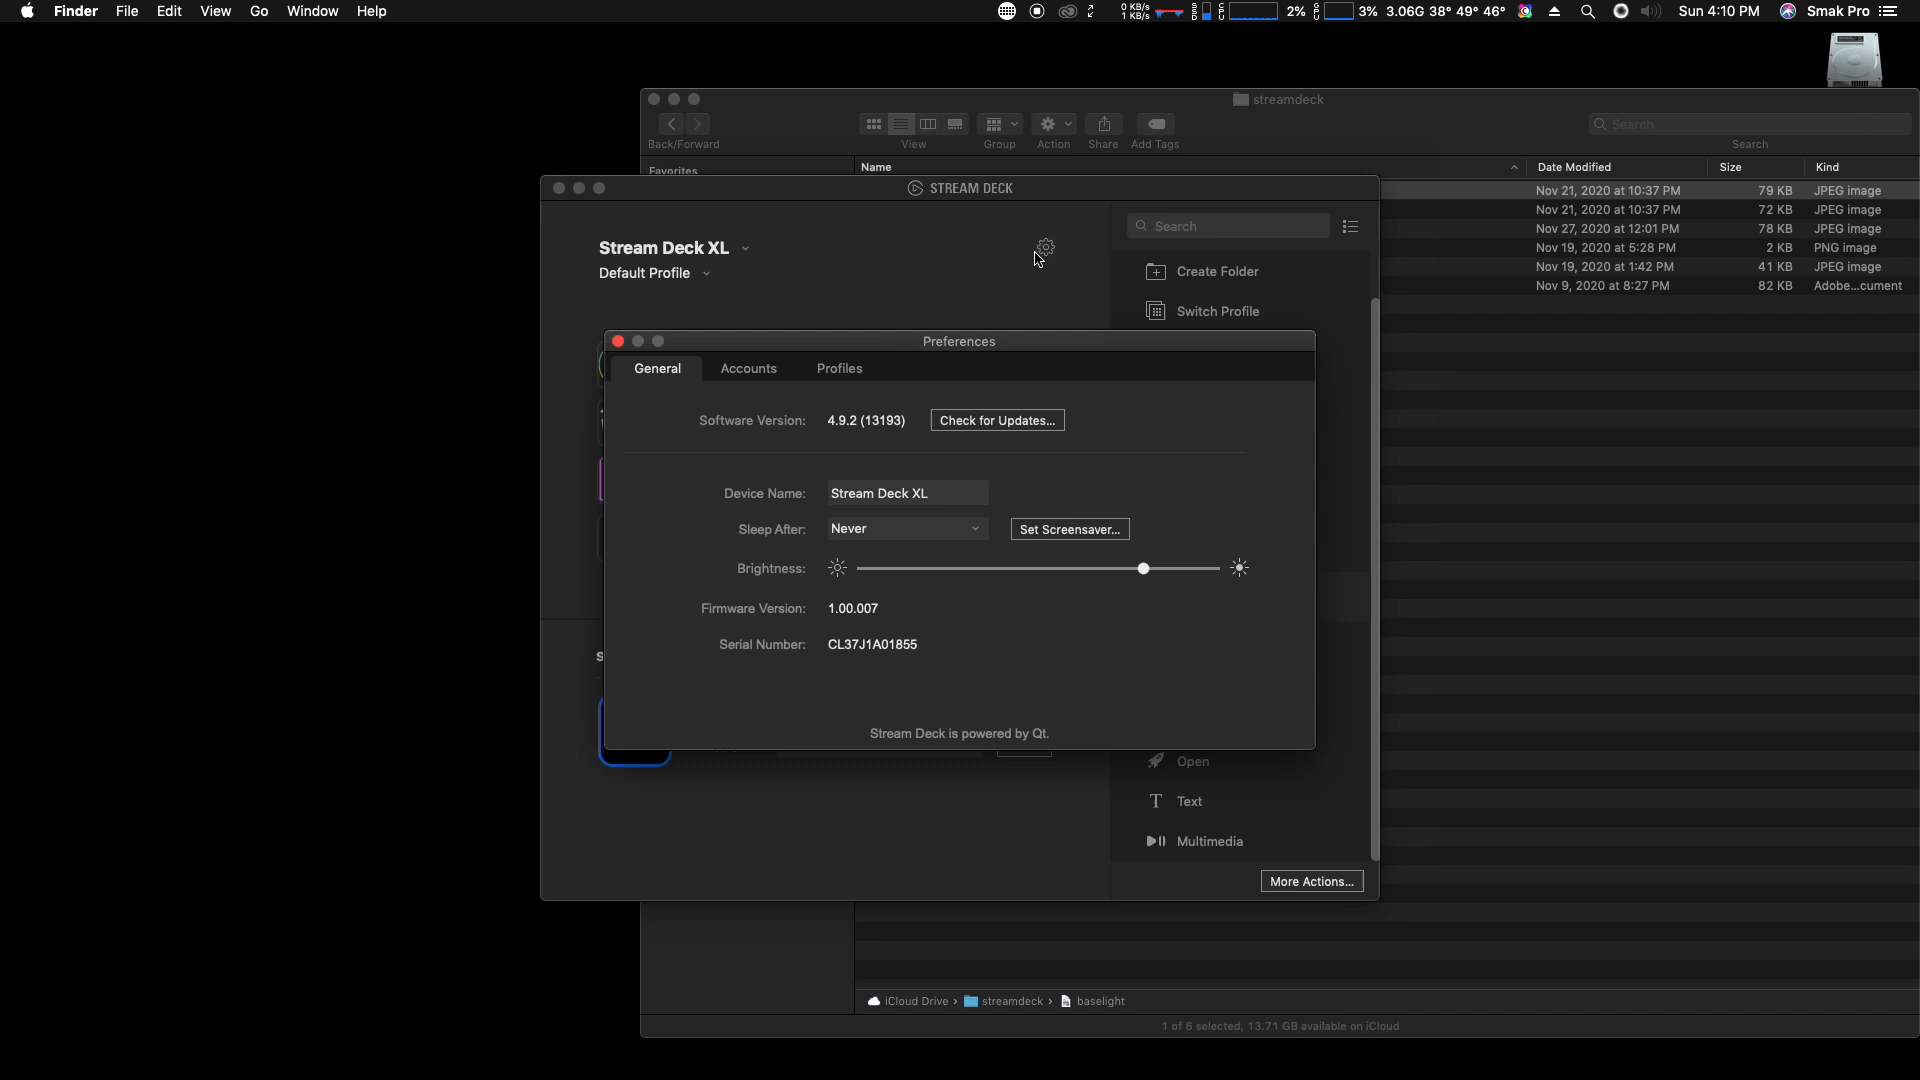 Finder File Edit View Go Window Help
0 KB/s
1 KB/s
SSD CPU 2% GPU 3% 3.06G 38° 49° 46° Sun 4:10 PM Smak Pro
streamdeck
Search
Back/Forward View Group Action Share Add Tags Search
Favorites
Name Date Modified Size Kind
Nov 21, 2020 at 10:37 PM 79 KB JPEG image
Nov 21, 2020 at 10:37 PM 72 KB JPEG image
Nov 27, 2020 at 12:01 PM 78 KB JPEG image
Nov 19, 2020 at 5:28 PM 2 KB PNG image
Nov 19, 2020 at 1:42 PM 41 KB JPEG image
Nov 9, 2020 at 8:27 PM 82 KB Adobe...cument
STREAM DECK
Stream Deck XL
Default Profile
Search
Create Folder
Switch Profile
Preferences
General Accounts Profiles
Software Version: 4.9.2 (13193) Check for Updates...
Device Name: Stream Deck XL
Sleep After: Never Set Screensaver...
Brightness:
Firmware Version: 1.00.007
Serial Number: CL37J1A01855
Stream Deck is powered by Qt.
Open
Text
Multimedia
More Actions...
iCloud Drive › streamdeck › baselight
1 of 6 selected, 13.71 GB available on iCloud